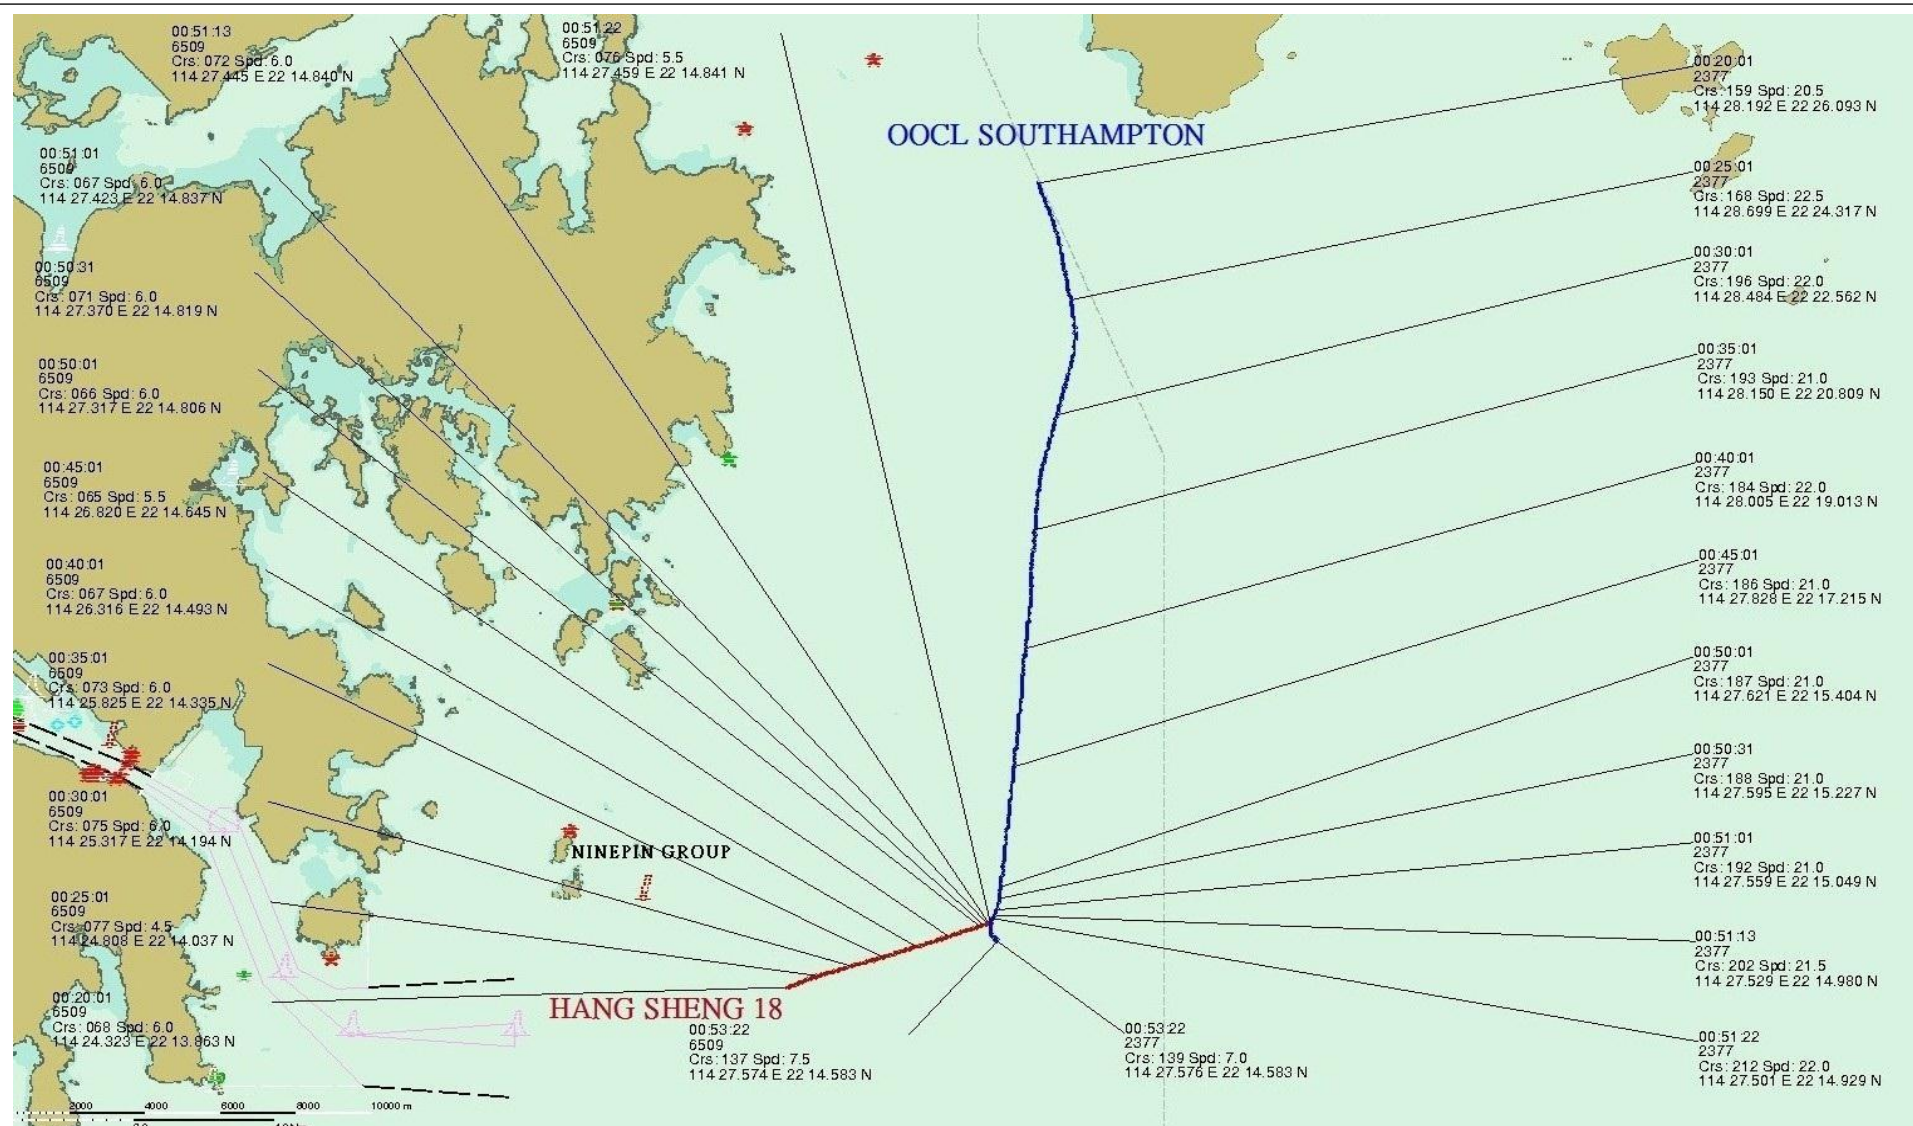 00:51:13
6509
Crs: 072 Spd: 6.0
114 27.445 E 22 14.840 N
00:51:22
6509
Crs: 076 Spd: 5.5
114 27.459 E 22 14.841 N
00:51:01
6509
Crs: 067 Spd: 6.0
114 27.423 E 22 14.837 N
00:50:31
6509
Crs: 071 Spd: 6.0
114 27.370 E 22 14.819 N
00:50:01
6509
Crs: 066 Spd: 6.0
114 27.317 E 22 14.806 N
00:45:01
6509
Crs: 065 Spd: 5.5
114 26.820 E 22 14.645 N
00:40:01
6509
Crs: 067 Spd: 6.0
114 26.316 E 22 14.493 N
00:35:01
6509
Crs: 073 Spd: 6.0
114 25.825 E 22 14.335 N
00:30:01
6509
Crs: 075 Spd: 6.0
114 25.317 E 22 14.194 N
00:25:01
6509
Crs: 077 Spd: 4.5
114 24.808 E 22 14.037 N
00:20:01
6509
Crs: 068 Spd: 6.0
114 24.323 E 22 13.863 N
OOCL SOUTHAMPTON
NINEPIN GROUP
HANG SHENG 18
00:53:22
6509
Crs: 137 Spd: 7.5
114 27.574 E 22 14.583 N
00:53:22
2377
Crs: 139 Spd: 7.0
114 27.576 E 22 14.583 N
00:20:01
2377
Crs: 159 Spd: 20.5
114 28.192 E 22 26.093 N
00:25:01
2377
Crs: 168 Spd: 22.5
114 28.699 E 22 24.317 N
00:30:01
2377
Crs: 196 Spd: 22.0
114 28.484 E 22 22.562 N
00:35:01
2377
Crs: 193 Spd: 21.0
114 28.150 E 22 20.809 N
00:40:01
2377
Crs: 184 Spd: 22.0
114 28.005 E 22 19.013 N
00:45:01
2377
Crs: 186 Spd: 21.0
114 27.828 E 22 17.215 N
00:50:01
2377
Crs: 187 Spd: 21.0
114 27.621 E 22 15.404 N
00:50:31
2377
Crs: 188 Spd: 21.0
114 27.595 E 22 15.227 N
00:51:01
2377
Crs: 192 Spd: 21.0
114 27.559 E 22 15.049 N
00:51:13
2377
Crs: 202 Spd: 21.5
114 27.529 E 22 14.980 N
00:51:22
2377
Crs: 212 Spd: 22.0
114 27.501 E 22 14.929 N
2000 4000 6000 8000 10000 m